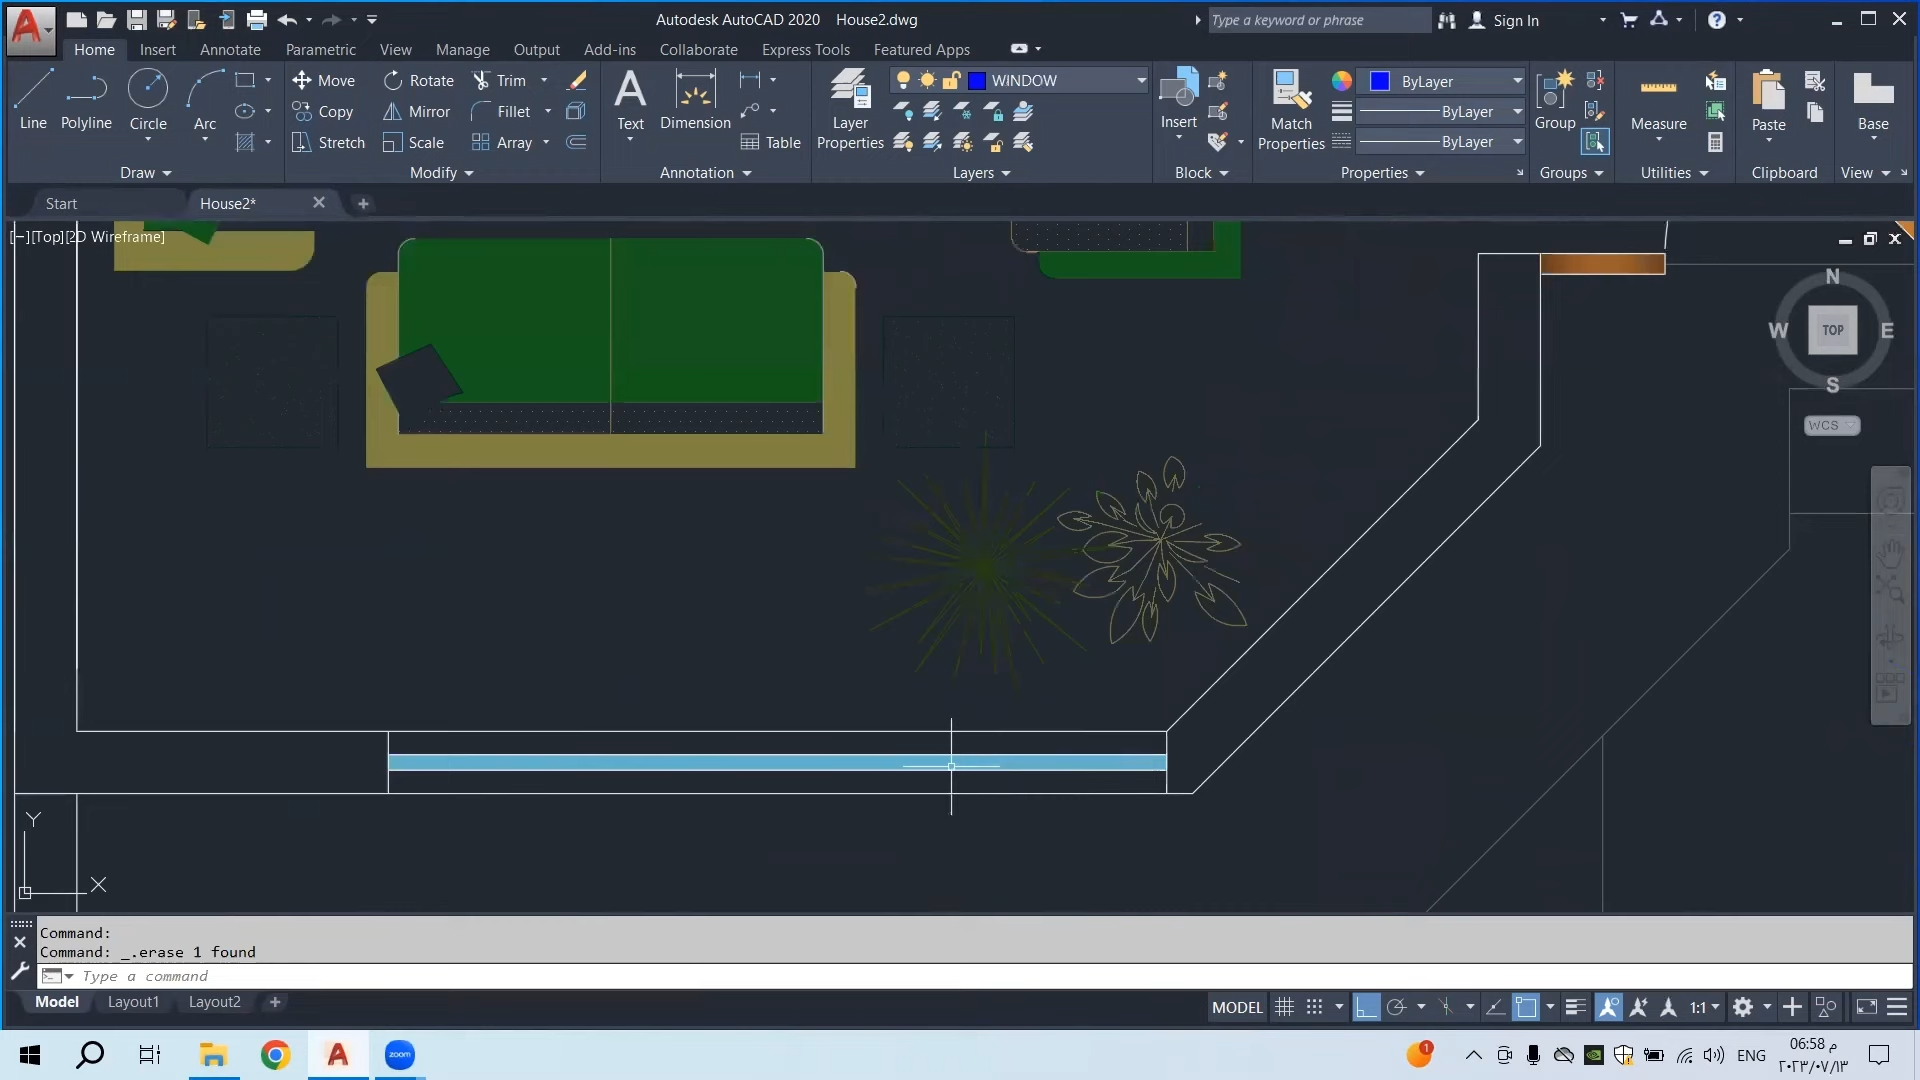 Autodesk AutoCAD 2020 House2.dwg
Type a keyword or phrase
Sign In
Home Insert Annotate Parametric View Manage Output Add-ins Collaborate Express Tools Featured Apps
Line Polyline Circle Arc
Move Rotate Trim
Copy Mirror Fillet
Stretch Scale Array
Text Dimension Table
Layer Properties
WINDOW
Insert
Match Properties
ByLayer
ByLayer
ByLayer
Group Measure Paste Base
Draw Modify Annotation Layers Block Properties Groups Utilities Clipboard View
Start House2*
[−][Top][2D Wireframe]
N
W TOP E
S
WCS
Y
X
Command:
Command: _.erase 1 found
Type a command
Model Layout1 Layout2
MODEL 1:1
zoom
1
ENG
06:58 م
٢٠٢٣/٠٧/١٣